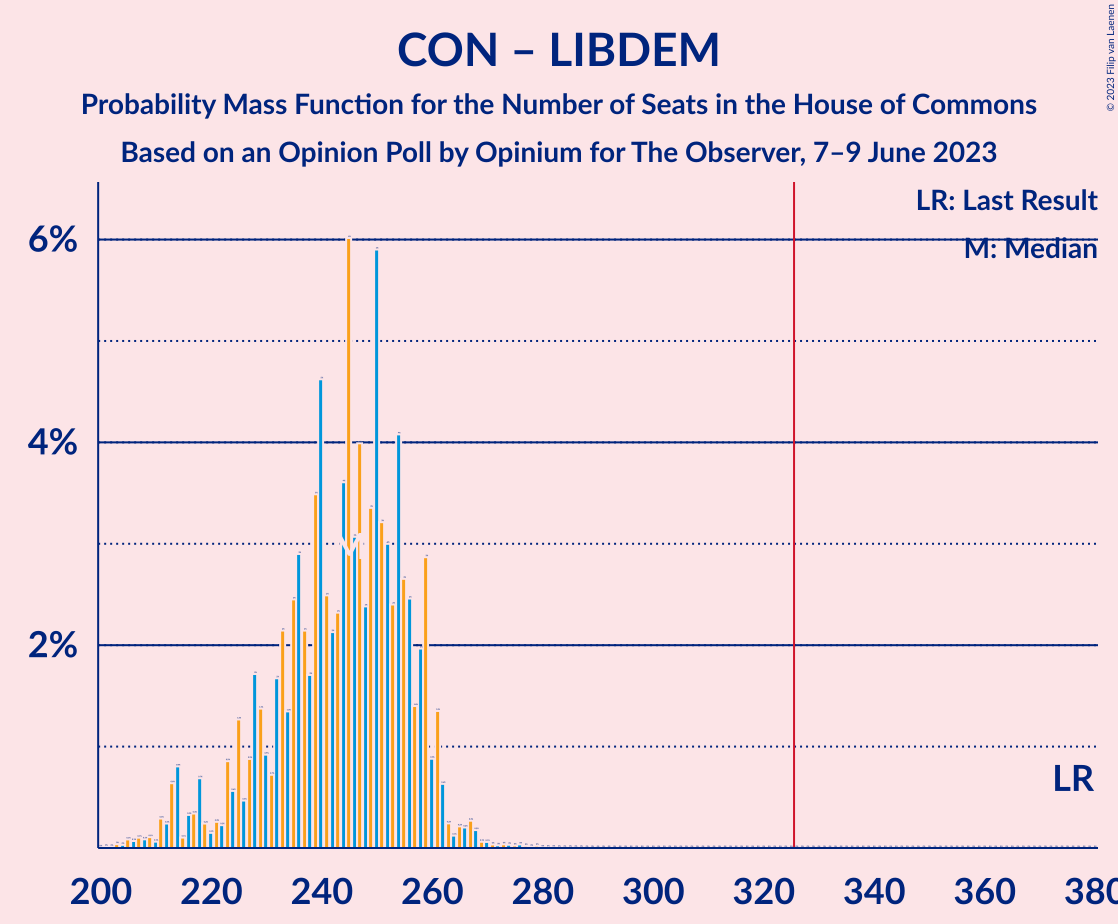 CON – LIBDEM
Probability Mass Function for the Number of Seats in the House of Commons
Based on an Opinion Poll by Opinium for The Observer, 7–9 June 2023
© 2023 Filip van Laenen
LR: Last Result
M: Median
6%
4%
2%
M
LR
200 220 240 260 280 300 320 340 360 380